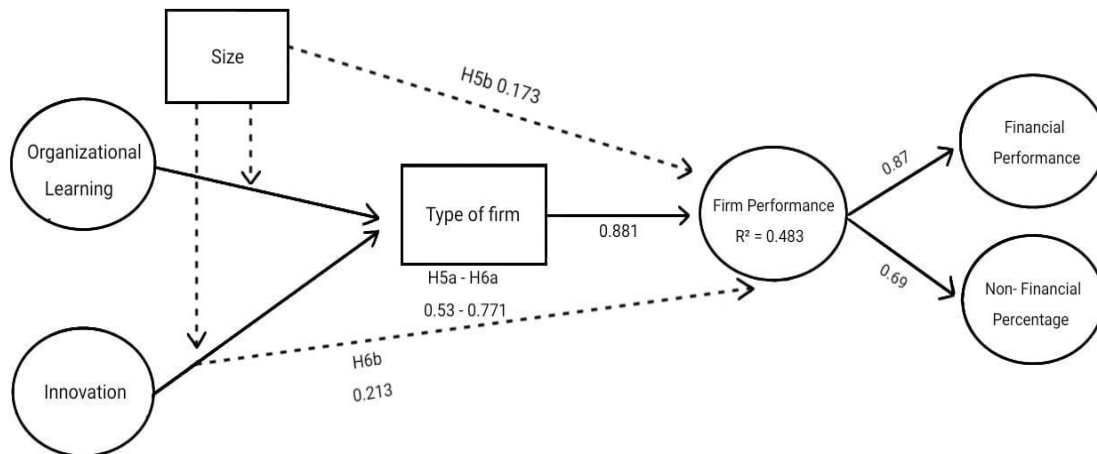 Size
H5b 0.173
Organizational
Learning
Financial
Performance
0.87
Type of firm
Firm Performance
R² = 0.483
0.881
H5a - H6a
0.53 - 0.771
0.69
Non- Financial
Percentage
H6b
0.213
Innovation